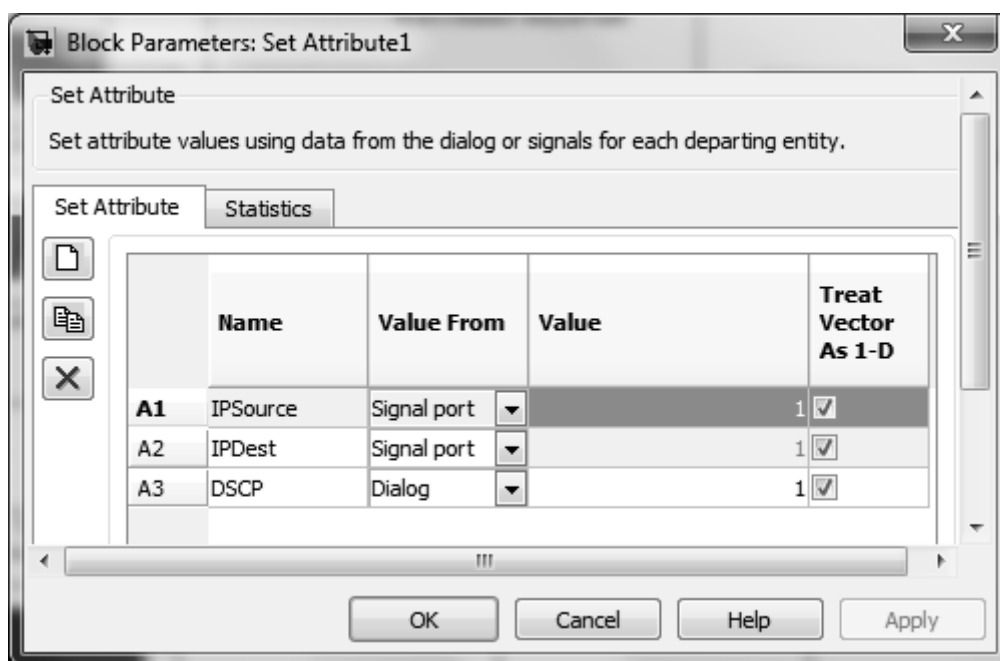 Block Parameters: Set Attribute1
x
Set Attribute
Set attribute values using data from the dialog or signals for each departing entity.
Set Attribute Statistics
Name Value From Value Treat Vector As 1-D
A1 IPSource Signal port 1
A2 IPDest Signal port 1
A3 DSCP Dialog 1
OK Cancel Help Apply